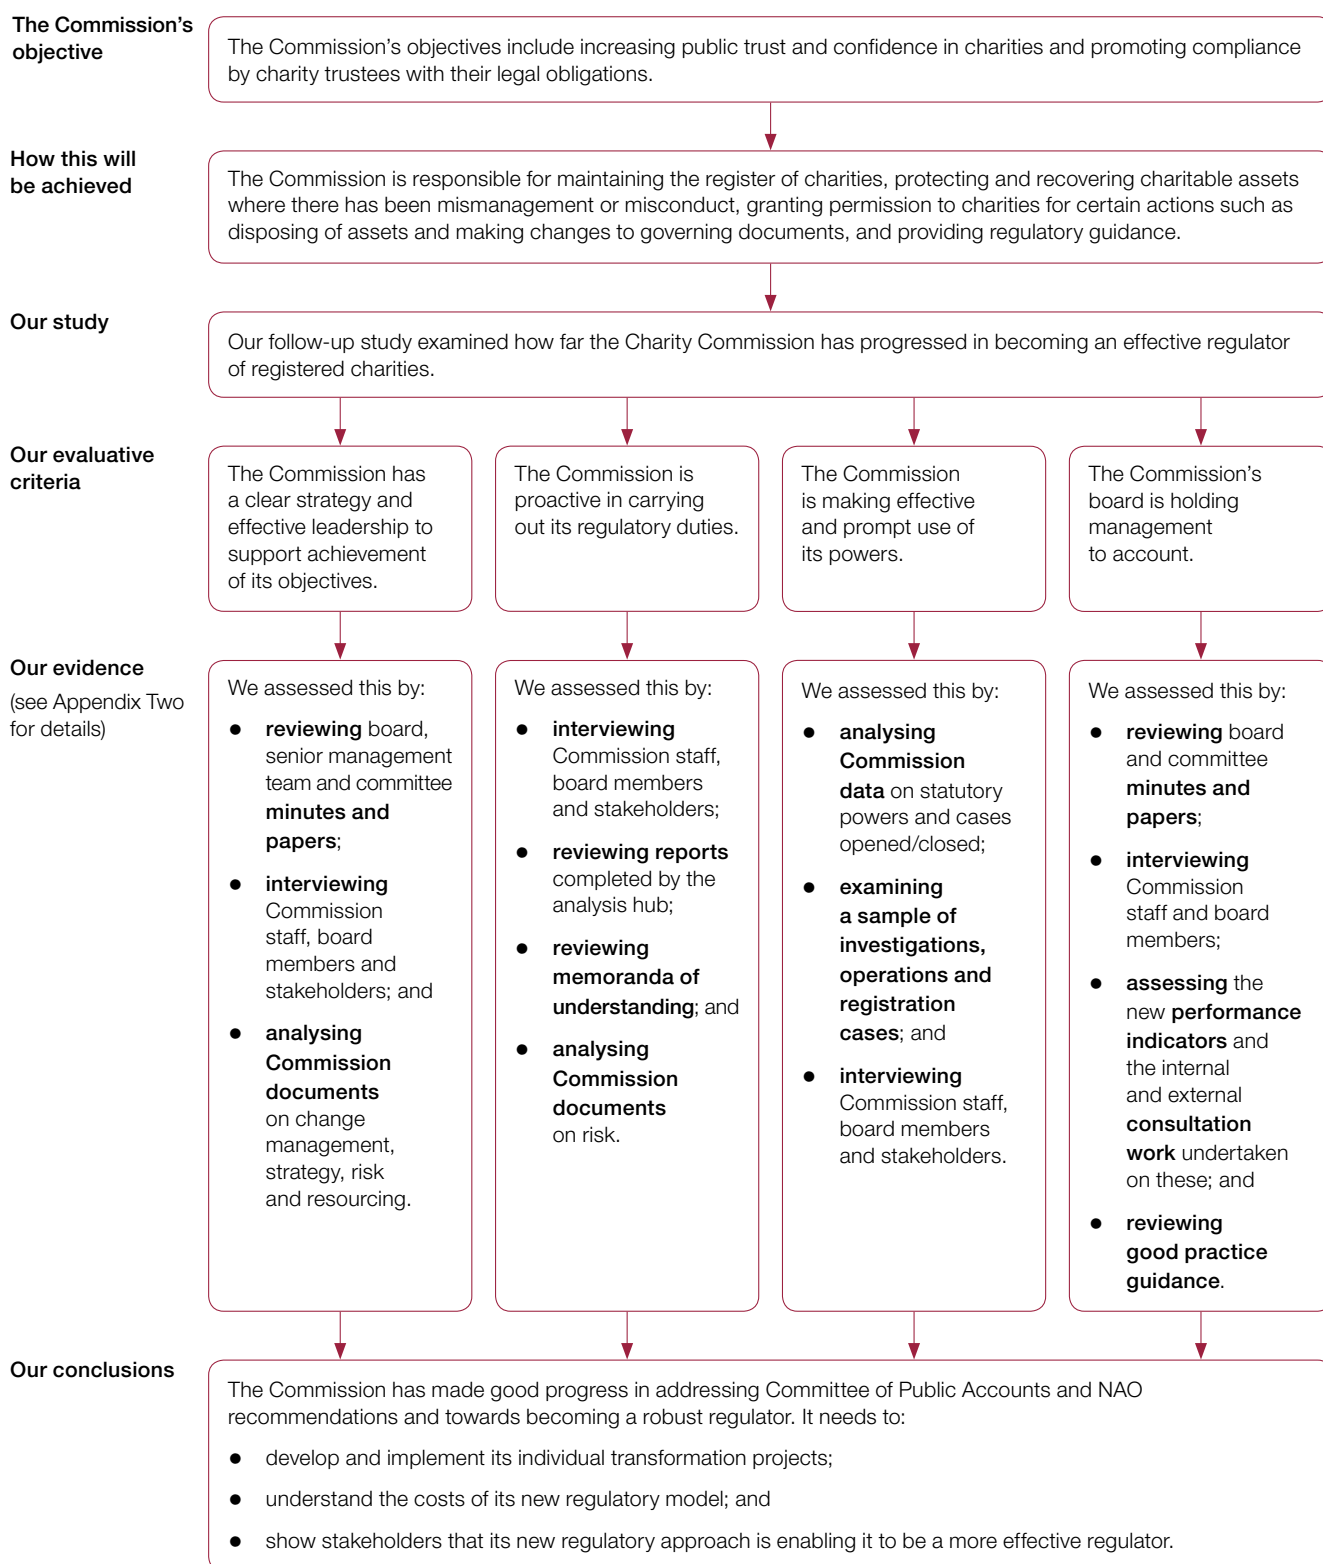 The Commission's
objective
The Commission's objectives include increasing public trust and confidence in charities and promoting compliance
by charity trustees with their legal obligations.
How this will
be achieved
The Commission is responsible for maintaining the register of charities, protecting and recovering charitable assets
where there has been mismanagement or misconduct, granting permission to charities for certain actions such as
disposing of assets and making changes to governing documents, and providing regulatory guidance.
Our study
Our follow-up study examined how far the Charity Commission has progressed in becoming an effective regulator
of registered charities.
Our evaluative
criteria
The Commission has
a clear strategy and
effective leadership to
support achievement
of its objectives.
The Commission is
proactive in carrying
out its regulatory duties.
The Commission
is making effective
and prompt use of
its powers.
The Commission's
board is holding
management
to account.
Our evidence
(see Appendix Two
for details)
We assessed this by:
● reviewing board,
senior management
team and committee
minutes and
papers;
● interviewing
Commission
staff, board
members and
stakeholders; and
● analysing
Commission
documents
on change
management,
strategy, risk
and resourcing.
We assessed this by:
● interviewing
Commission staff,
board members
and stakeholders;
● reviewing reports
completed by the
analysis hub;
● reviewing
memoranda of
understanding; and
● analysing
Commission
documents
on risk.
We assessed this by:
● analysing
Commission
data on statutory
powers and cases
opened/closed;
● examining
a sample of
investigations,
operations and
registration
cases; and
● interviewing
Commission staff,
board members
and stakeholders.
We assessed this by:
● reviewing board
and committee
minutes and
papers;
● interviewing
Commission
staff and board
members;
● assessing the
new performance
indicators and
the internal
and external
consultation
work undertaken
on these; and
● reviewing
good practice
guidance.
Our conclusions
The Commission has made good progress in addressing Committee of Public Accounts and NAO
recommendations and towards becoming a robust regulator. It needs to:
● develop and implement its individual transformation projects;
● understand the costs of its new regulatory model; and
● show stakeholders that its new regulatory approach is enabling it to be a more effective regulator.